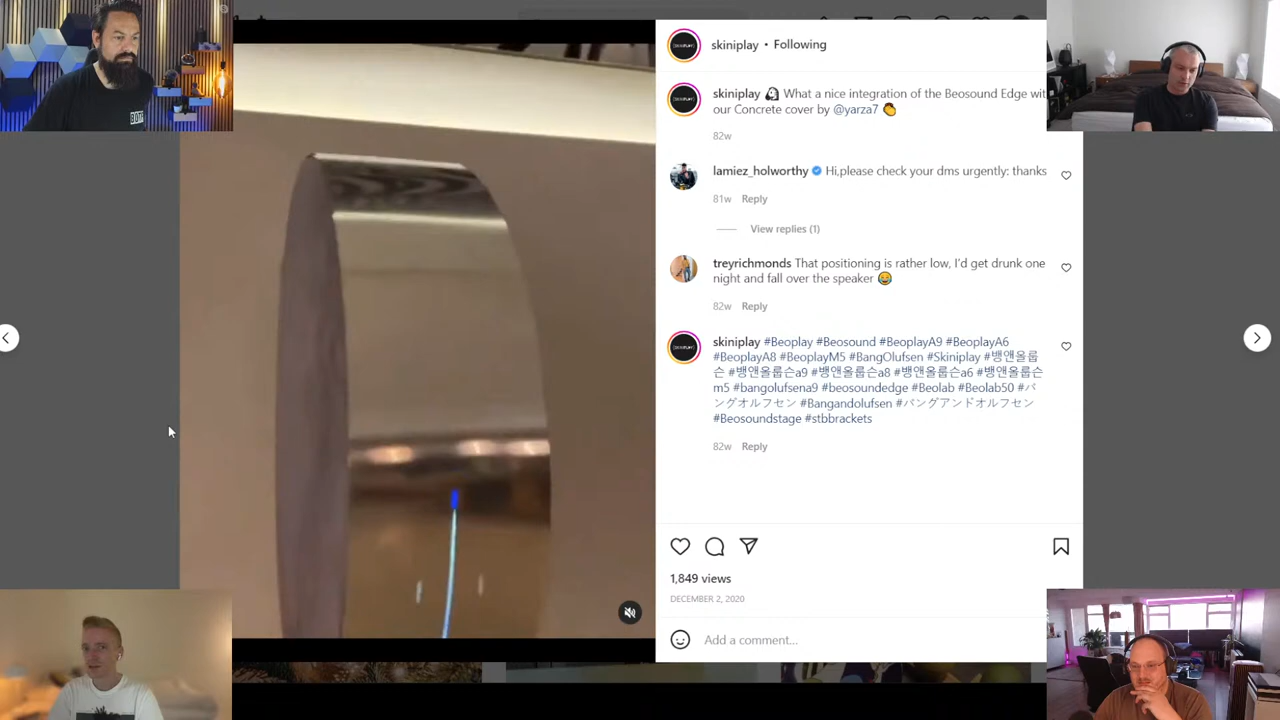 skiniplay • Following
skiniplay What a nice integration of the Beosound Edge
our Concrete cover by @yarza7
82w
lamiez_holworthy Hi,please check your dms urgently: thanks
81w Reply
View replies (1)
treyrichmonds That positioning is rather low, I'd get drunk one
night and fall over the speaker
82w Reply
skiniplay #Beoplay #Beosound #BeoplayA9 #BeoplayA6
#BeoplayA8 #BeoplayM5 #BangOlufsen #Skiniplay #뱅앤올룹
슨 #뱅앤올룹슨a9 #뱅앤올룹슨a8 #뱅앤올룹슨a6 #뱅앤올룹슨
m5 #bangolufsena9 #beosoundedge #Beolab #Beolab50 #バ
ングオルフセン #Bangandolufsen #バングアンドオルフセン
#Beosoundstage #stbbrackets
82w Reply
1,849 views
DECEMBER 2, 2020
Add a comment...